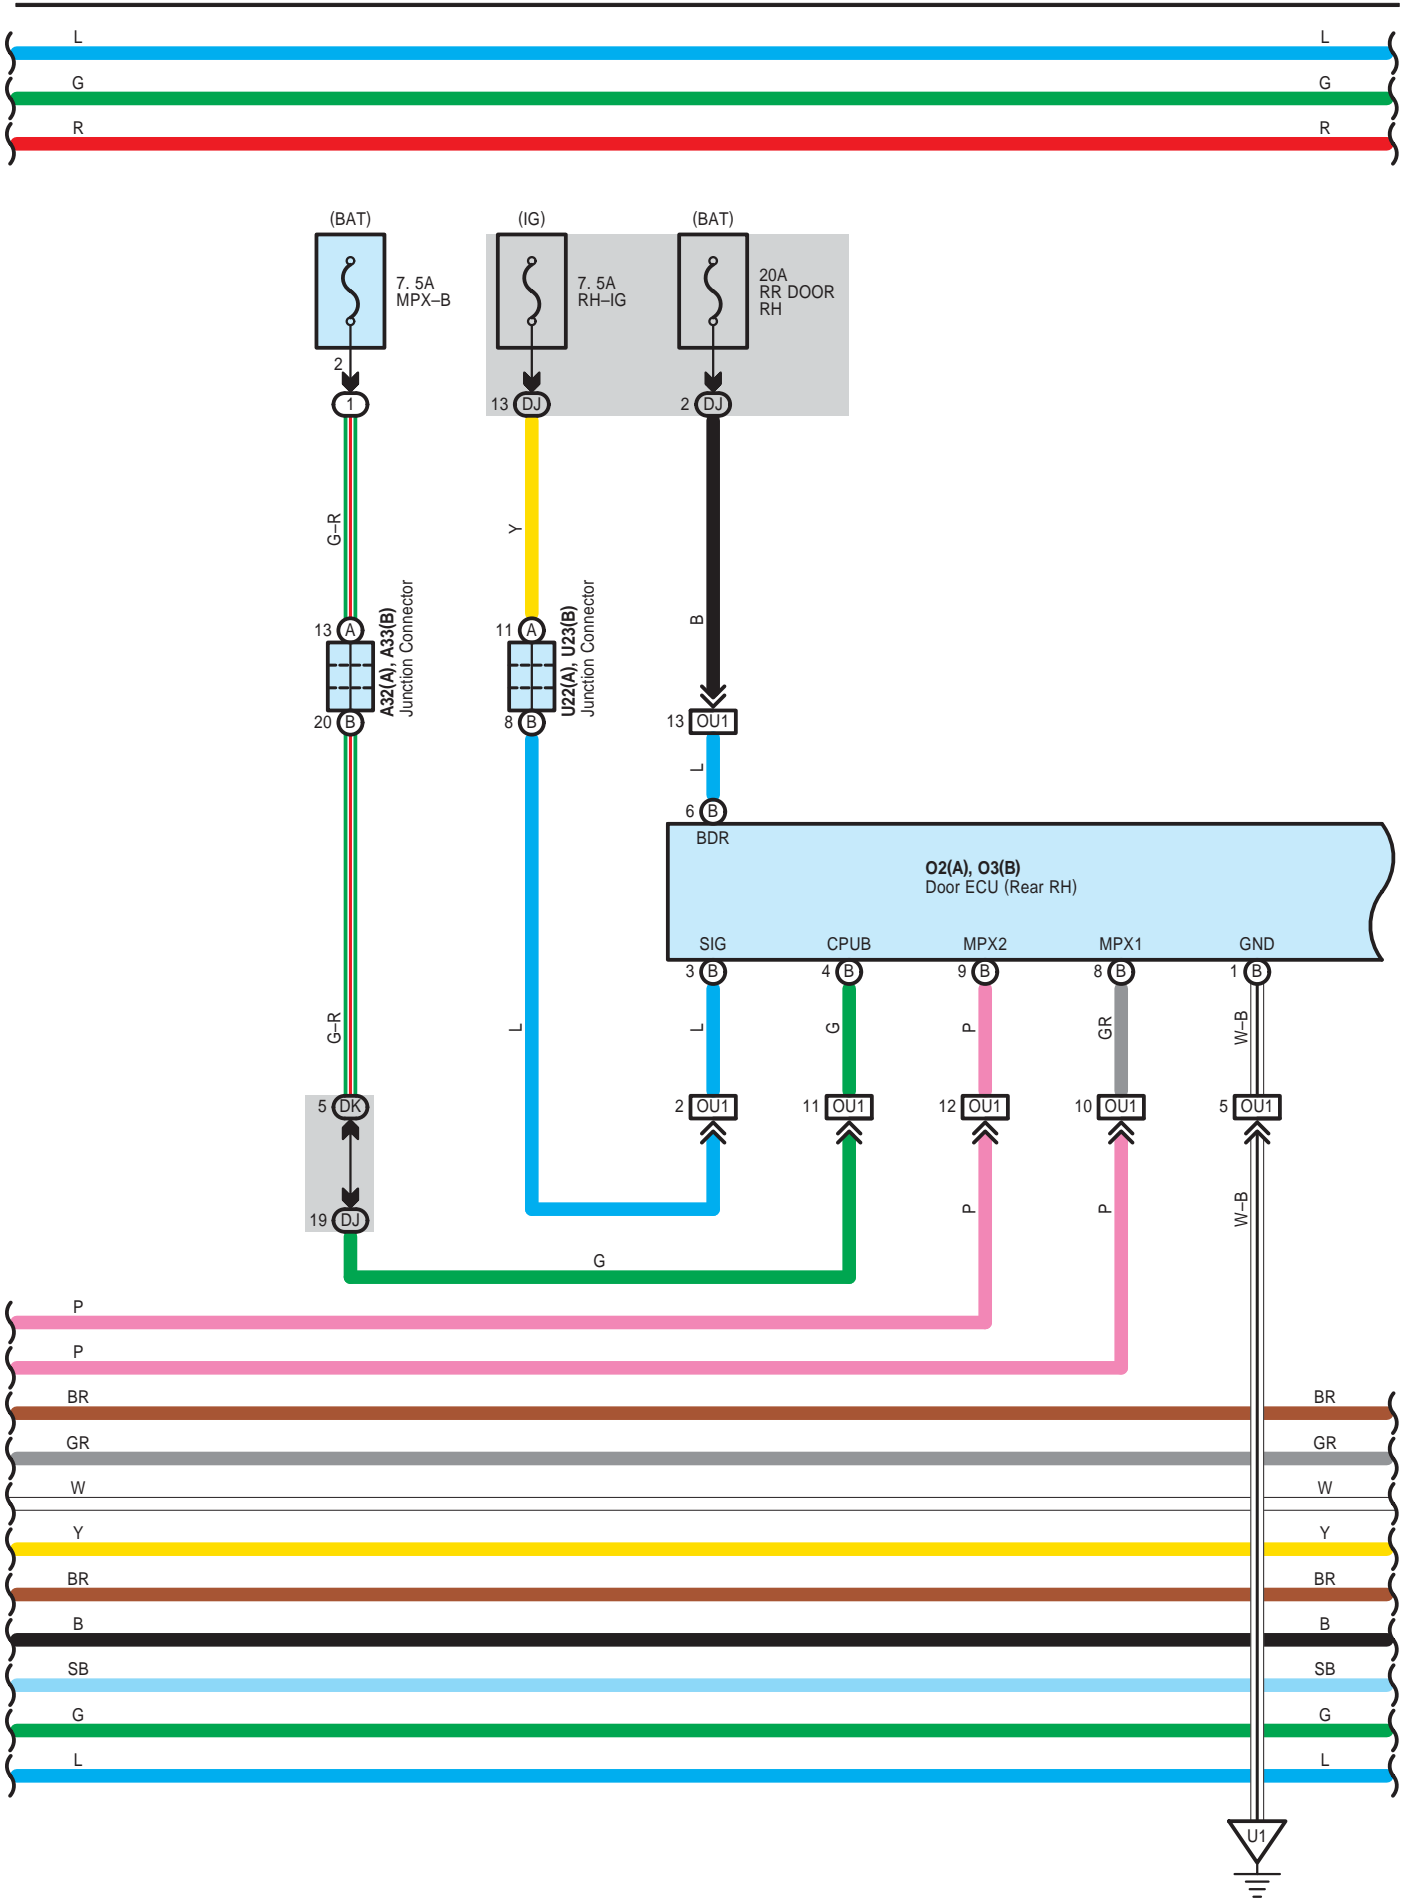 L L
G G
R R
(BAT) (IG) (BAT)
7. 5A
MPX–B
7. 5A
RH–IG
20A
RR DOOR
RH
2
1
13 DJ
2 DJ
G–R
Y
B
13 A
A32(A), A33(B)
Junction Connector
20 B
11 A
U22(A), U23(B)
Junction Connector
8 B
13 OU1
L
6 B
BDR
O2(A), O3(B)
Door ECU (Rear RH)
SIG CPUB MPX2 MPX1 GND
3 B 4 B 9 B 8 B 1 B
G–R L L G P GR W–B
5 DK
2 OU1 11 OU1 12 OU1 10 OU1 5 OU1
19 DJ
P P W–B
G
P
P
BR BR
GR GR
W W
Y Y
BR BR
B B
SB SB
G G
L L
U1